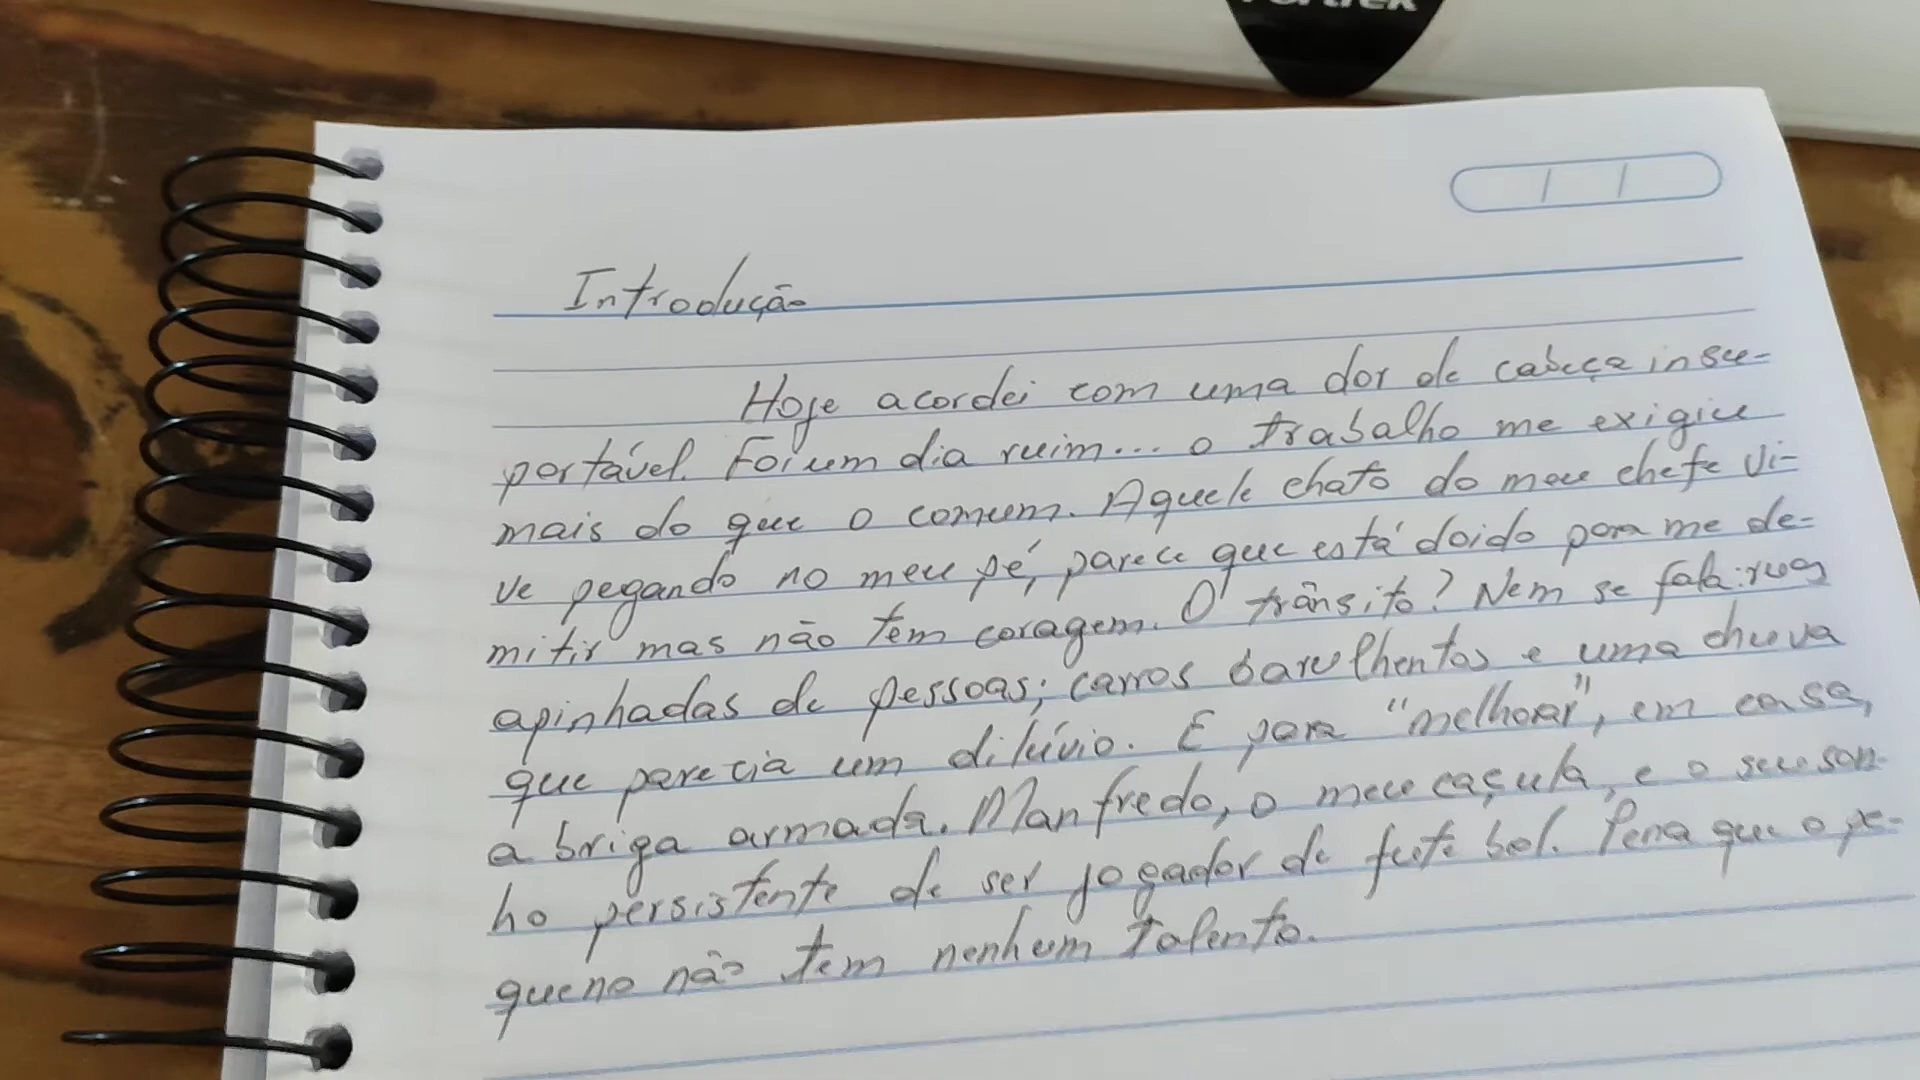 Introdução
Hoje acordei com uma dor de cabeça insu-
portável. Foi um dia ruim... o trabalho me exigiu
mais do que o comum. Aquele chato do meu chefe vi-
ve pegando no meu pé, parece que está doido para me de-
mitir mas não tem coragem. O trânsito? Nem se fala: ruas
apinhadas de pessoas, carros barulhentos e uma chuva
que parecia um dilúvio. E para "melhorar", em casa,
a briga armada. Manfredo, o meu caçula, e o seu son-
ho persistente de ser jogador de futebol. Pena que o pe-
queno não tem nenhum talento.